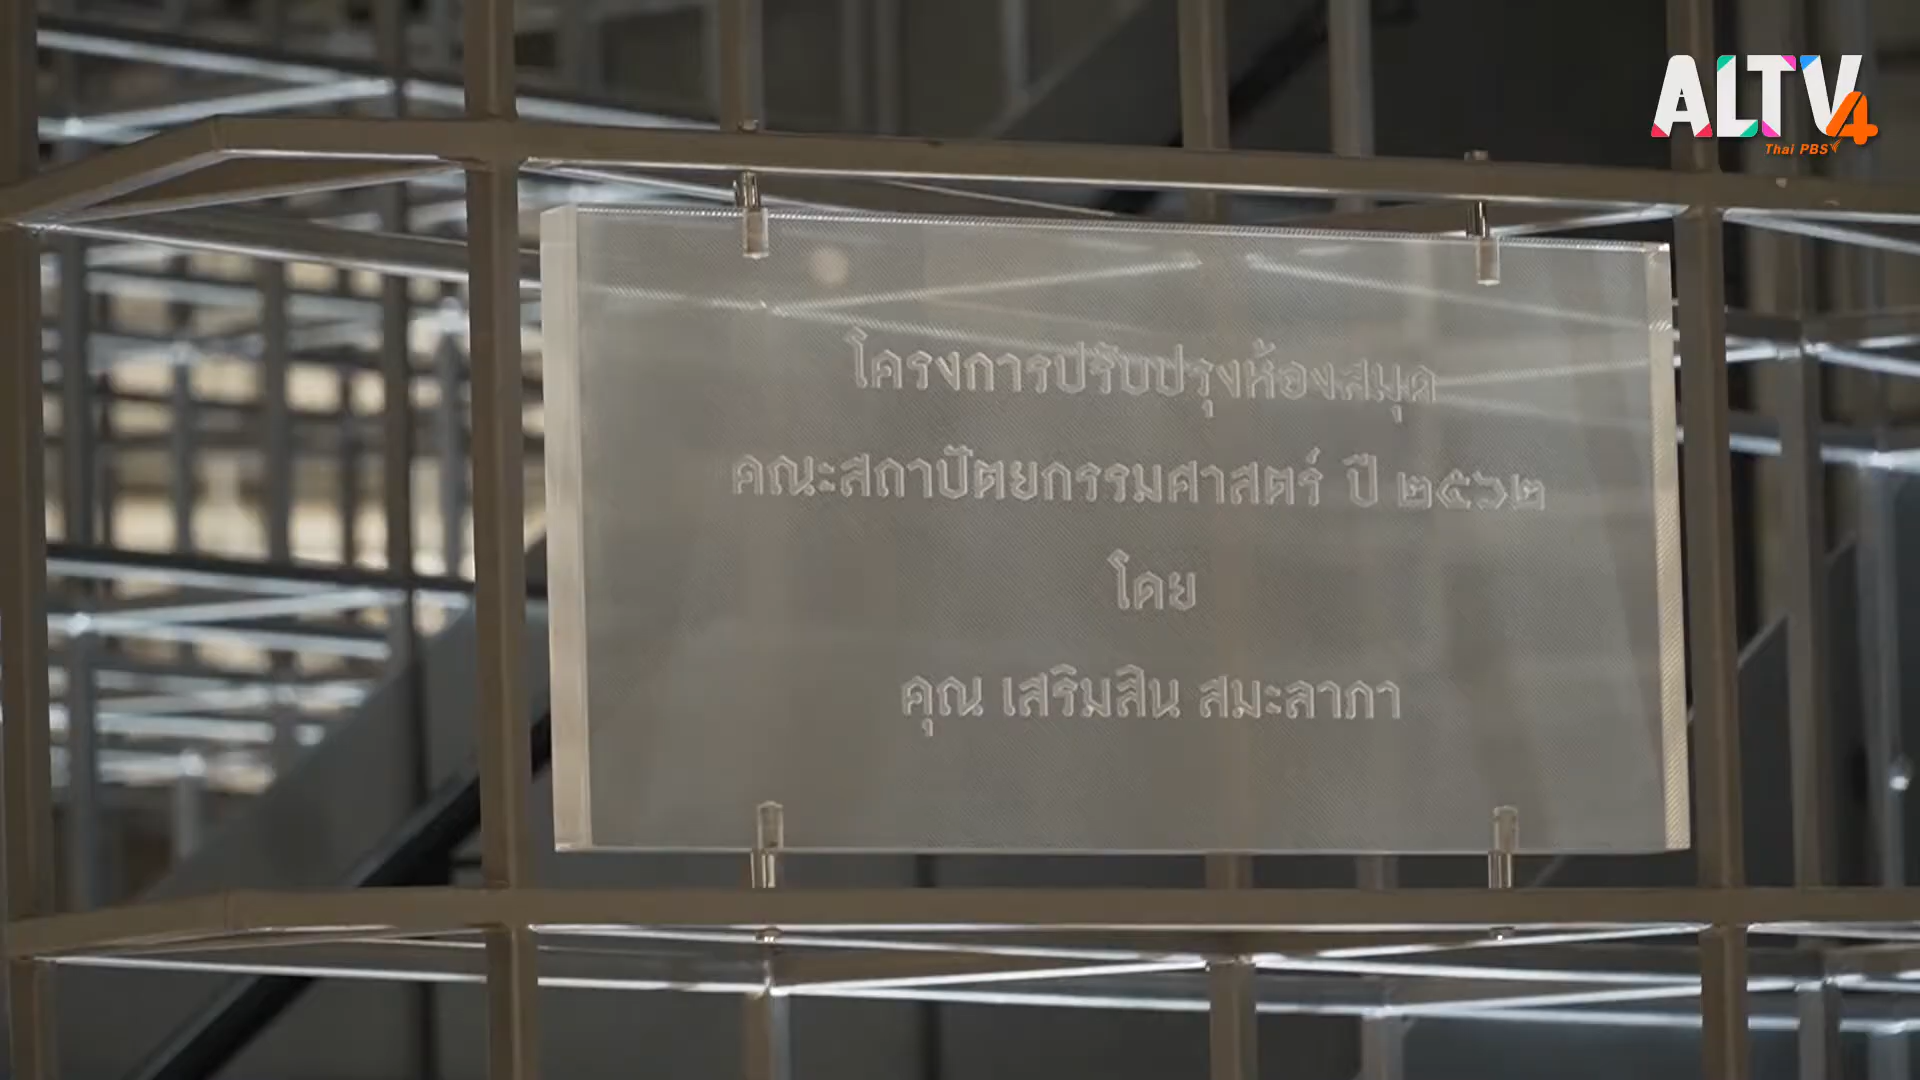 ALTV4
Thai PBS
โครงการปรับปรุงห้องสมุด
คณะสถาปัตยกรรมศาสตร์ ปี ๒๕๖๒
โดย
คุณ เสริมสิน สมะลาภา